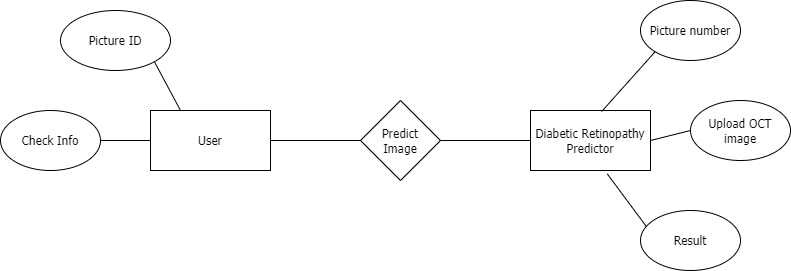 Picture ID
Picture number
Check Info
User
Predict
Image
Diabetic Retinopathy
Predictor
Upload OCT
image
Result